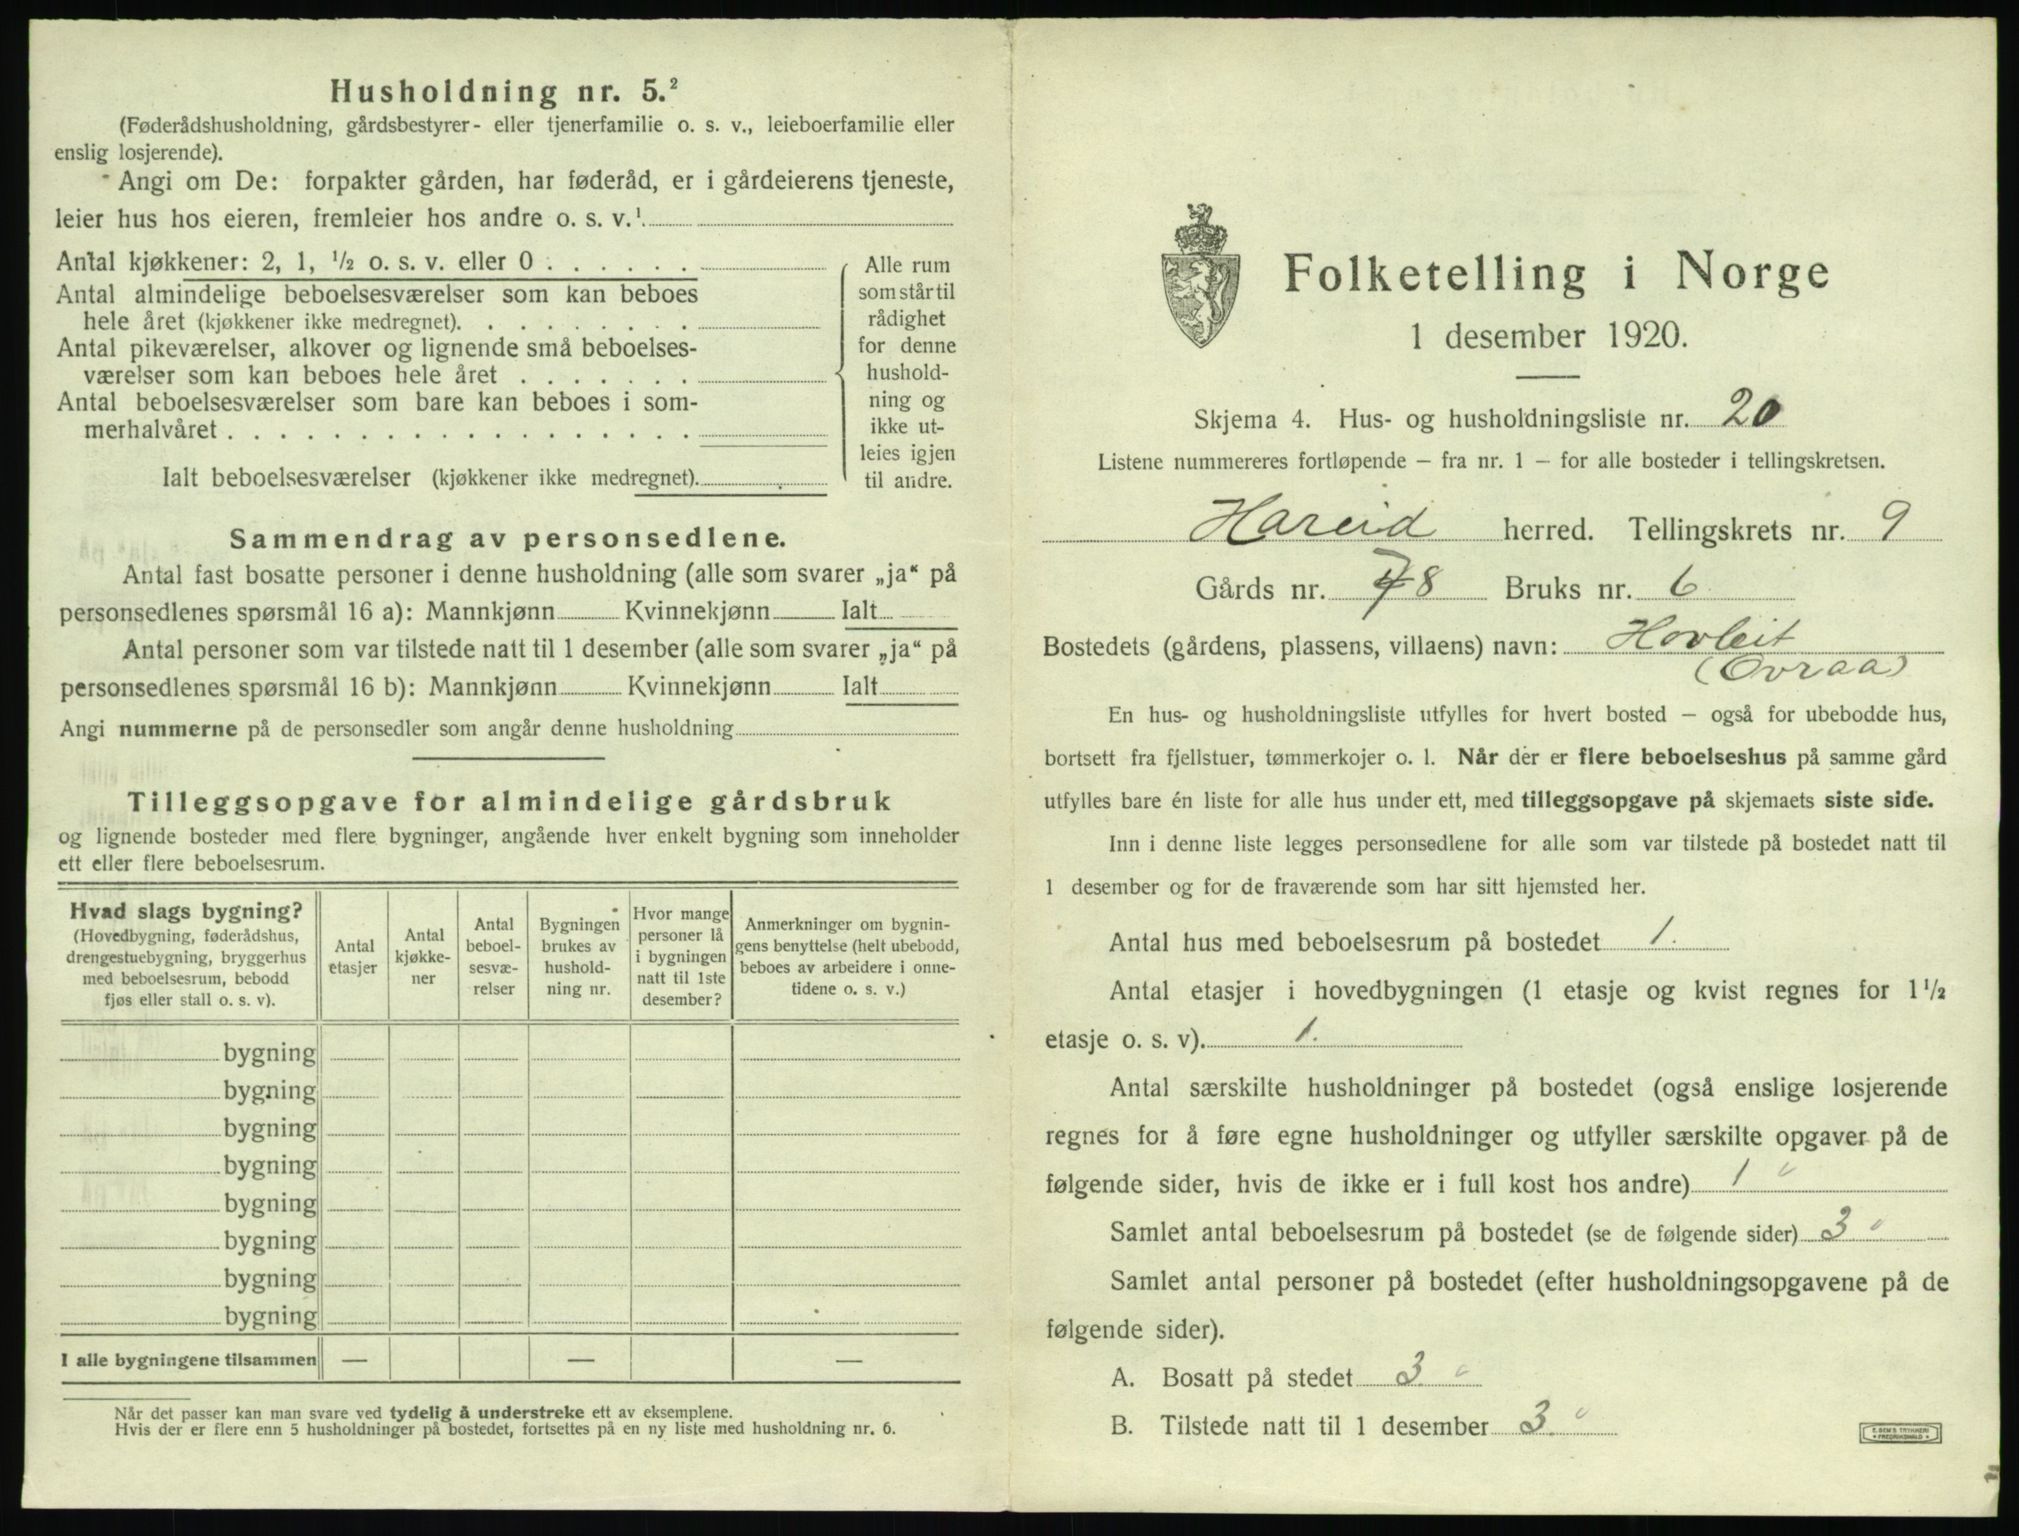 Husholdning nr. 5.²
(Føderådshusholdning, gårdsbestyrer- eller tjenerfamilie o. s. v., leieboerfamilie eller
enslig losjerende).
Angi om De: forpakter gården, har føderåd, er i gårdeierens tjeneste,
leier hus hos eieren, fremleier hos andre o. s. v.¹
Antal kjøkkener: 2, 1, ¹/₂ o. s. v. eller 0 . . . . . .
Antal almindelige beboelsesværelser som kan beboes
hele året (kjøkkener ikke medregnet). . . . . . . . .
Antal pikeværelser, alkover og lignende små beboelses-
værelser som kan beboes hele året . . . . . . .
Antal beboelsesværelser som bare kan beboes i som-
merhalvåret . . . . . . . . . . . . . . . . . .
Ialt beboelsesværelser (kjøkkener ikke medregnet).
Alle rum
som står til
rådighet
for denne
hushold-
ning og
ikke ut-
leies igjen
til andre.
Sammendrag av personsedlene.
Antal fast bosatte personer i denne husholdning (alle som svarer „ja“ på
personsedlenes spørsmål 16 a): Mannkjønn Kvinnekjønn Ialt
Antal personer som var tilstede natt til 1 desember (alle som svarer „ja“ på
personsedlenes spørsmål 16 b): Mannkjønn Kvinnekjønn Ialt
Angi nummerne på de personsedler som angår denne husholdning
Tilleggsopgave for almindelige gårdsbruk
og lignende bosteder med flere bygninger, angående hver enkelt bygning som inneholder
ett eller flere beboelsesrum.
Hvad slags bygning?
(Hovedbygning, føderådshus,
drengestuebygning, bryggerhus
med beboelsesrum, bebodd
fjøs eller stall o. s. v).
Antal
etasjer
Antal
kjøkke-
ner
Antal
beboel-
sesvæ-
relser
Bygningen
brukes av
hushold-
ning nr.
Hvor mange
personer lå
i bygningen
natt til 1ste
desember?
Anmerkninger om bygnin-
gens benyttelse (helt ubebodd,
beboes av arbeidere i onne-
tidene o. s. v.)
bygning
bygning
bygning
bygning
bygning
bygning
bygning
bygning
I alle bygningene tilsammen — — —
Når det passer kan man svare ved tydelig å understreke ett av eksemplene.
Hvis der er flere enn 5 husholdninger på bostedet, fortsettes på en ny liste med husholdning nr. 6.
Folketelling i Norge
1 desember 1920.
Skjema 4. Hus- og husholdningsliste nr. 20
Listene nummereres fortløpende – fra nr. 1 – for alle bosteder i tellingskretsen.
Hareid herred. Tellingskrets nr. 9
Gårds nr. 78 Bruks nr. 6
Bostedets (gårdens, plassens, villaens) navn: Hovleit
(Ovraa)
En hus- og husholdningsliste utfylles for hvert bosted – også for ubebodde hus,
bortsett fra fjellstuer, tømmerkojer o. l. Når der er flere beboelseshus på samme gård
utfylles bare én liste for alle hus under ett, med tilleggsopgave på skjemaets siste side.
Inn i denne liste legges personsedlene for alle som var tilstede på bostedet natt til
1 desember og for de fraværende som har sitt hjemsted her.
Antal hus med beboelsesrum på bostedet 1.
Antal etasjer i hovedbygningen (1 etasje og kvist regnes for 1¹/₂
etasje o. s. v). 1.
Antal særskilte husholdninger på bostedet (også enslige losjerende
regnes for å føre egne husholdninger og utfyller særskilte opgaver på de
følgende sider, hvis de ikke er i full kost hos andre) 1
Samlet antal beboelsesrum på bostedet (se de følgende sider) 3
Samlet antal personer på bostedet (efter husholdningsopgavene på de
følgende sider).
A. Bosatt på stedet 3
B. Tilstede natt til 1 desember 3.
E. SEM'S TRYKKERI
FREDRIKSHALD